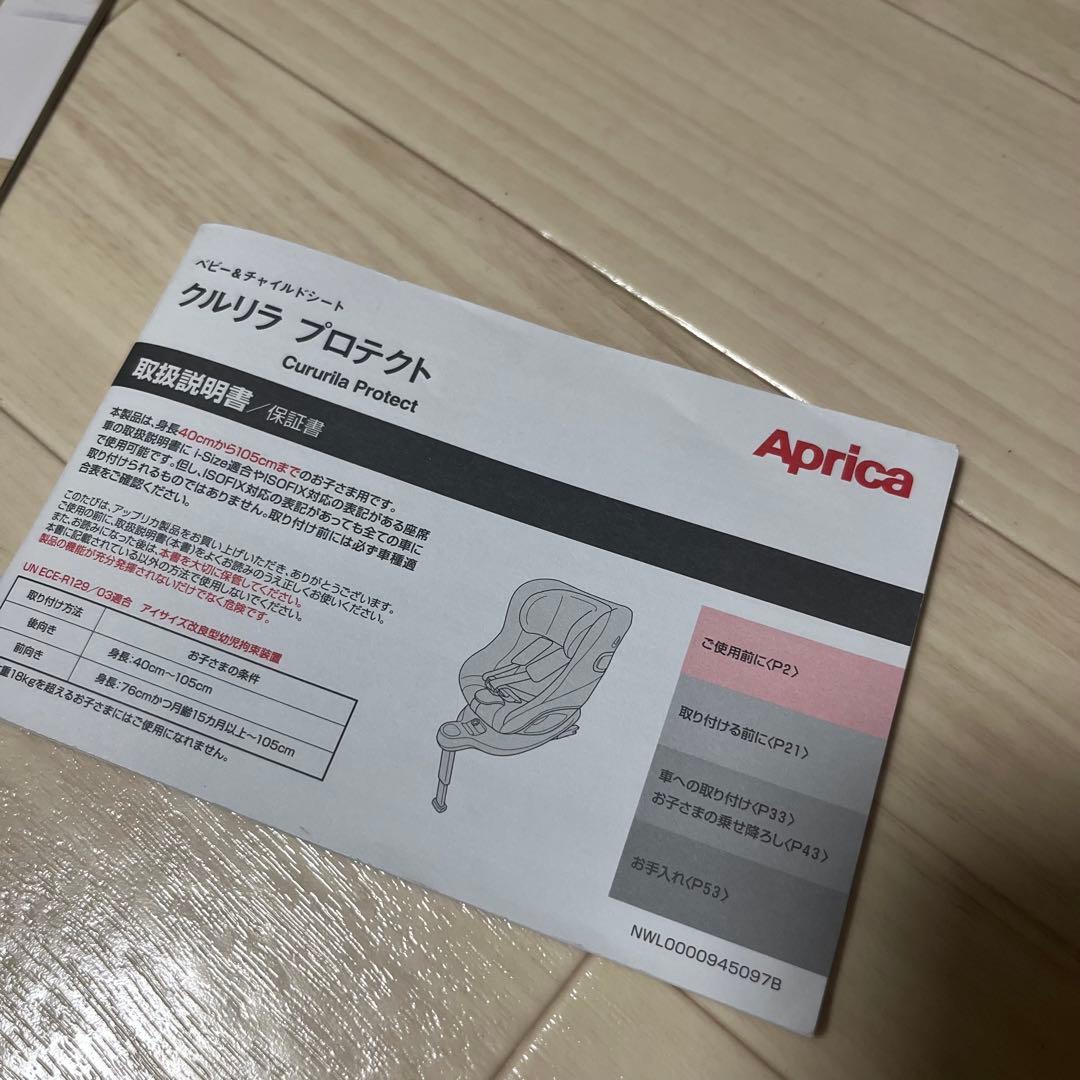 ベビー&チャイルドシート
クルリラ プロテクト
Cururila Protect
取扱説明書/保証書
Aprica
本製品は、身長40cmから105cmまでのお子さま用です。
車の取扱説明書に i-Size適合やISOFIX対応の表記がある座席
で使用可能です。但し、ISOFIX対応の表記があっても全ての車に
取り付けられるものではありません。取り付け前には必ず車種適
合表をご確認ください。
このたびは、アップリカ製品をお買い上げいただき、ありがとうございます。
ご使用の前に、取扱説明書(本書)をよくお読みのうえ正しくお使いください。
また、お読みになった後は、本書を大切に保管してください。
本書に記載されている以外の方法で使用しないでください。
製品の機能が充分発揮されないだけでなく危険です。
UN ECE-R129/03適合 アイサイズ改良型幼児拘束装置
取り付け方法 お子さまの条件
後向き 身長:40cm〜105cm
前向き 身長:76cmかつ月齢15カ月以上〜105cm
重18kgを超えるお子さまにはご使用になれません。
ご使用前に〈P2〉
取り付ける前に〈P21〉
車への取り付け〈P33〉
お子さまの乗せ降ろし〈P43〉
お手入れ〈P53〉
NWL0000945097B